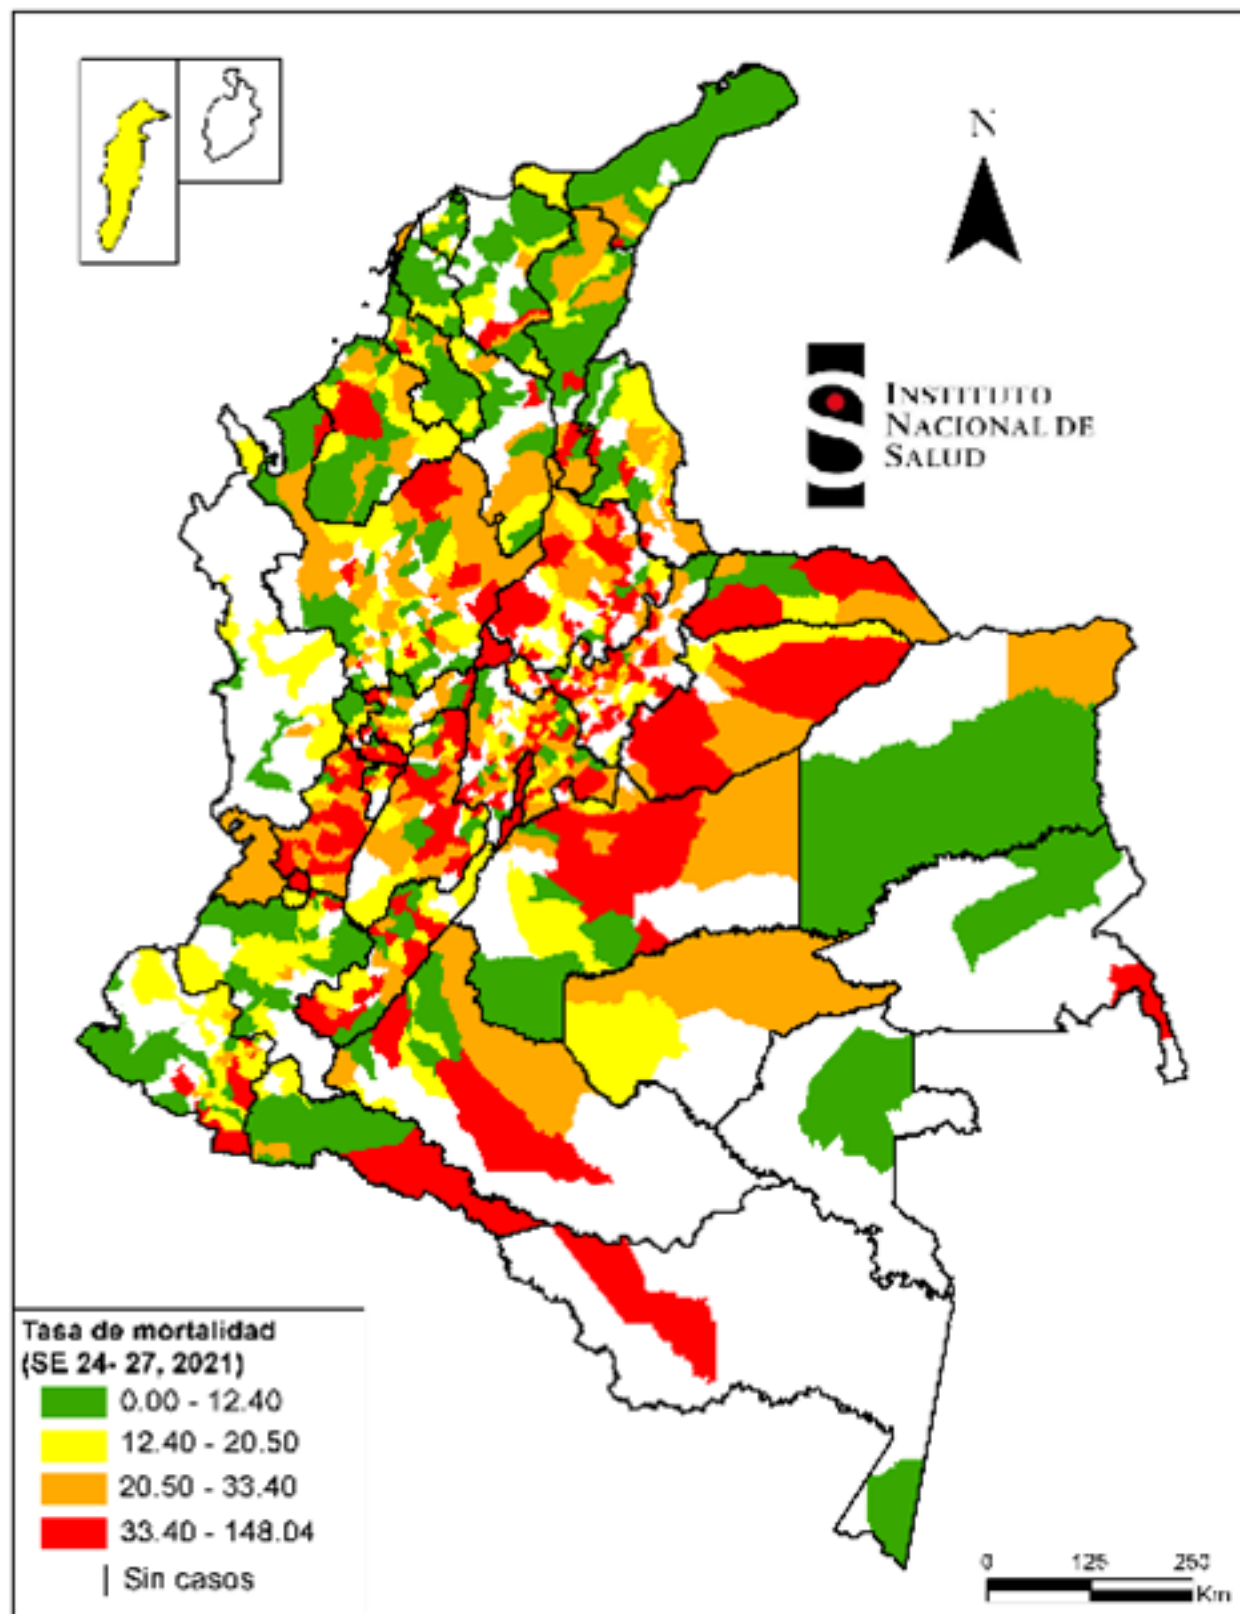 N
INSTITUTO
NACIONAL DE
SALUD
Tasa de mortalidad
(SE 24- 27, 2021)
0.00 - 12.40
12.40 - 20.50
20.50 - 33.40
33.40 - 148.04
Sin casos
0 125 250
Km